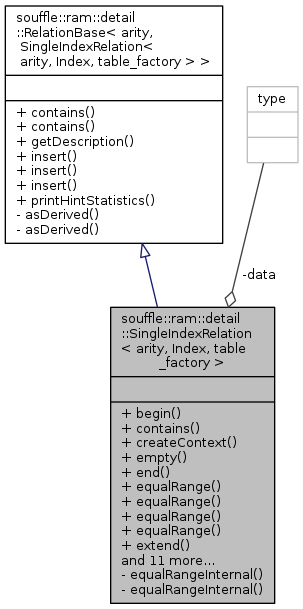 souffle::ram::detail
::RelationBase< arity,
SingleIndexRelation<
arity, Index, table_factory > >
+ contains()
+ contains()
+ getDescription()
+ insert()
+ insert()
+ insert()
+ printHintStatistics()
- asDerived()
- asDerived()
type
-data
souffle::ram::detail
::SingleIndexRelation
< arity, Index, table
_factory >
+ begin()
+ contains()
+ createContext()
+ empty()
+ end()
+ equalRange()
+ equalRange()
+ equalRange()
+ equalRange()
+ extend()
and 11 more...
- equalRangeInternal()
- equalRangeInternal()